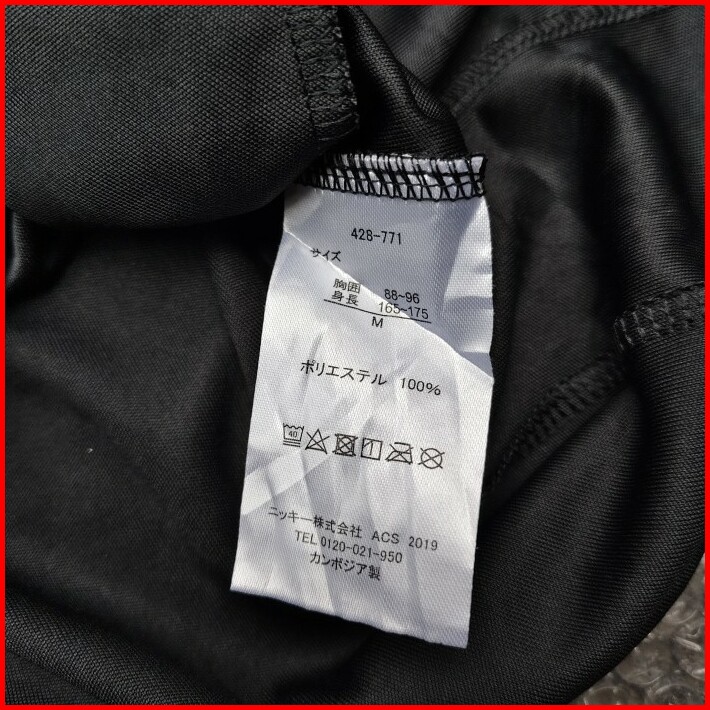 428-771
サイズ
胸囲 88~96
身長 165~175
M
ポリエステル 100%
40
ニッキー株式会社 ACS 2019
TEL 0120-021-950
カンボジア製